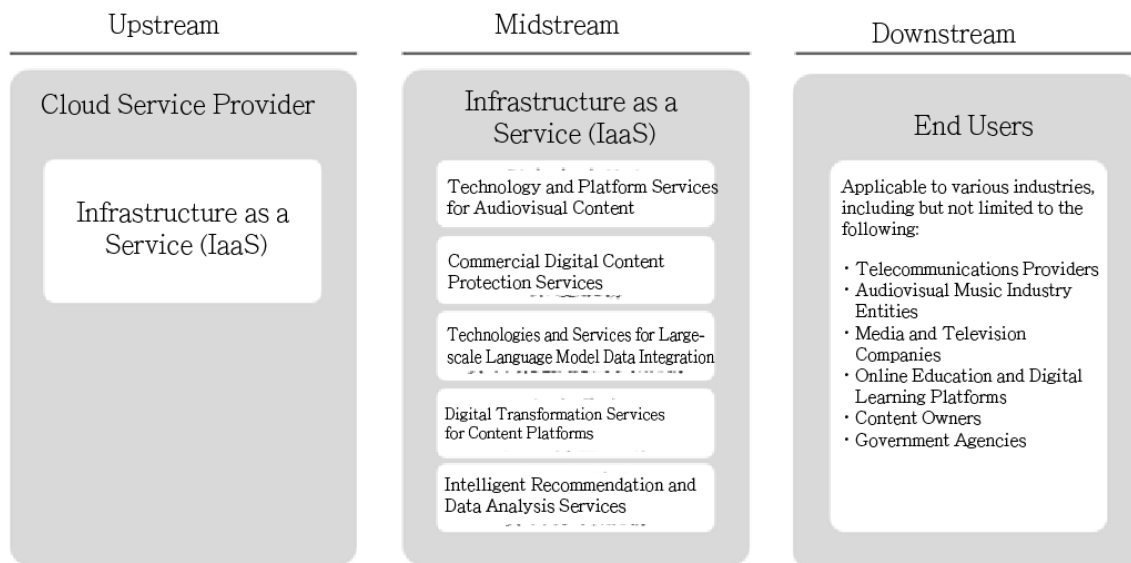 Upstream
Cloud Service Provider
Infrastructure as a
Service (IaaS)
Midstream
Infrastructure as a
Service (IaaS)
Technology and Platform Services
for Audiovisual Content
Commercial Digital Content
Protection Services
Technologies and Services for Large-
scale Language Model Data Integration
Digital Transformation Services
for Content Platforms
Intelligent Recommendation and
Data Analysis Services
Downstream
End Users
Applicable to various industries,
including but not limited to the
following:
・Telecommunications Providers
・Audiovisual Music Industry
Entities
・Media and Television
Companies
・Online Education and Digital
Learning Platforms
・Content Owners
・Government Agencies